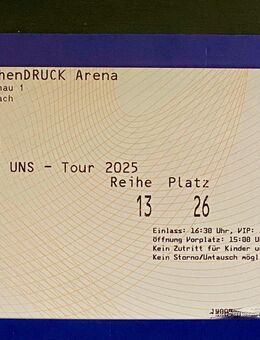 henDRUCK Arena
au 1
ach
UNS - Tour 2025
Reihe Platz
13 26
Einlass: 16:30 Uhr, VIP:
Öffnung Vorplatz: 15:00 U
Kein Zutritt für Kinder u
Kein Storno/Umtausch mögl